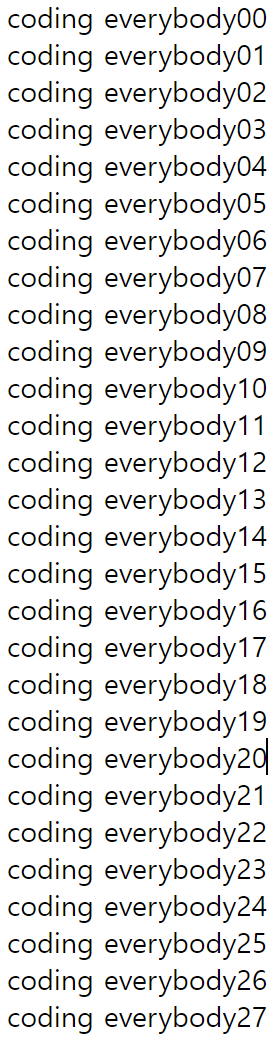 coding everybody00
coding everybody01
coding everybody02
coding everybody03
coding everybody04
coding everybody05
coding everybody06
coding everybody07
coding everybody08
coding everybody09
coding everybody10
coding everybody11
coding everybody12
coding everybody13
coding everybody14
coding everybody15
coding everybody16
coding everybody17
coding everybody18
coding everybody19
coding everybody20
coding everybody21
coding everybody22
coding everybody23
coding everybody24
coding everybody25
coding everybody26
coding everybody27